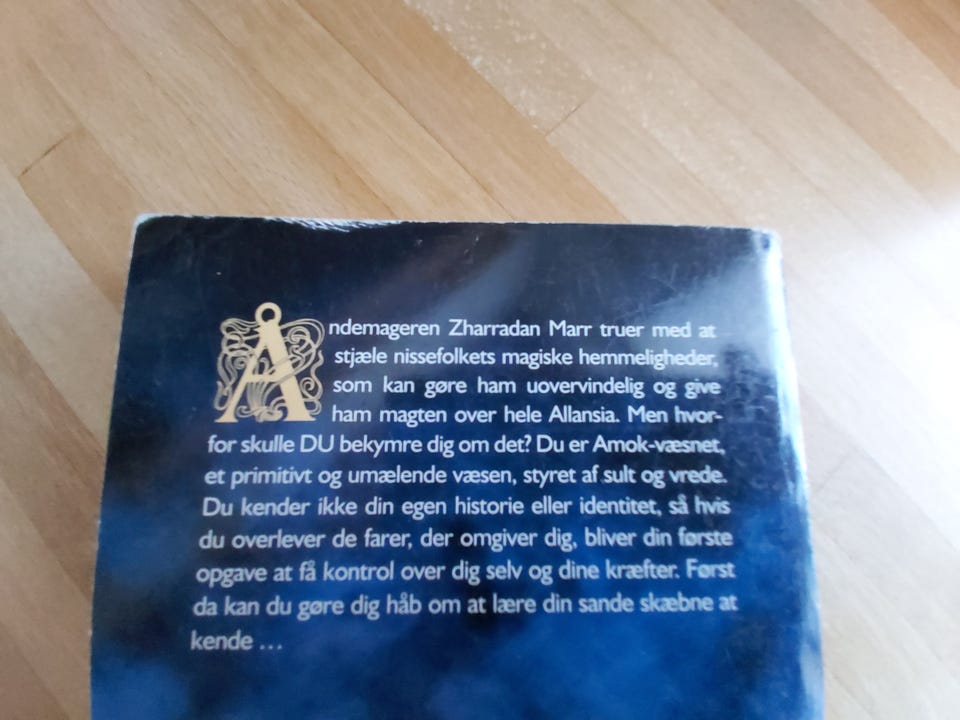 Åndemageren Zharradan Marr truer med at
stjæle nissefolkets magiske hemmeligheder,
som kan gøre ham uovervindelig og give
ham magten over hele Allansia. Men hvor-
for skulle DU bekymre dig om det? Du er Amok-væsnet,
et primitivt og umælende væsen, styret af sult og vrede.
Du kender ikke din egen historie eller identitet, så hvis
du overlever de farer, der omgiver dig, bliver din første
opgave at få kontrol over dig selv og dine kræfter. Først
da kan du gøre dig håb om at lære din sande skæbne at
kende ...